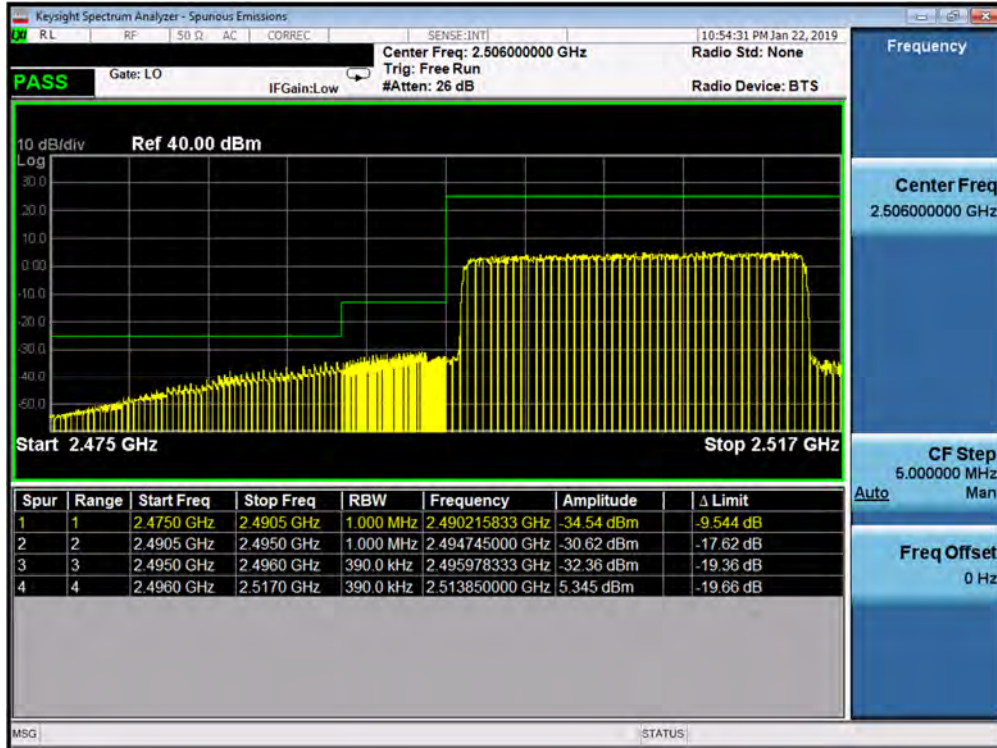 Keysight Spectrum Analyzer - Spurious Emissions
RL RF 50 Ω AC CORREC SENSE:INT 10:54:31 PM Jan 22, 2019
Center Freq: 2.506000000 GHz Radio Std: None
PASS Gate: LO Trig: Free Run
IFGain:Low #Atten: 26 dB Radio Device: BTS
10 dB/div Ref 40.00 dBm
Log
30.0
20.0
10.0
0.00
-10.0
-20.0
-30.0
-40.0
-50.0
Start 2.475 GHz Stop 2.517 GHz
Spur Range Start Freq Stop Freq RBW Frequency Amplitude Δ Limit
1 1 2.4750 GHz 2.4905 GHz 1.000 MHz 2.490215833 GHz -34.54 dBm -9.544 dB
2 2 2.4905 GHz 2.4950 GHz 1.000 MHz 2.494745000 GHz -30.62 dBm -17.62 dB
3 3 2.4950 GHz 2.4960 GHz 390.0 kHz 2.495978333 GHz -32.36 dBm -19.36 dB
4 4 2.4960 GHz 2.5170 GHz 390.0 kHz 2.513850000 GHz 5.345 dBm -19.66 dB
MSG STATUS
Frequency
Center Freq
2.506000000 GHz
CF Step
5.000000 MHz
Auto Man
Freq Offset
0 Hz